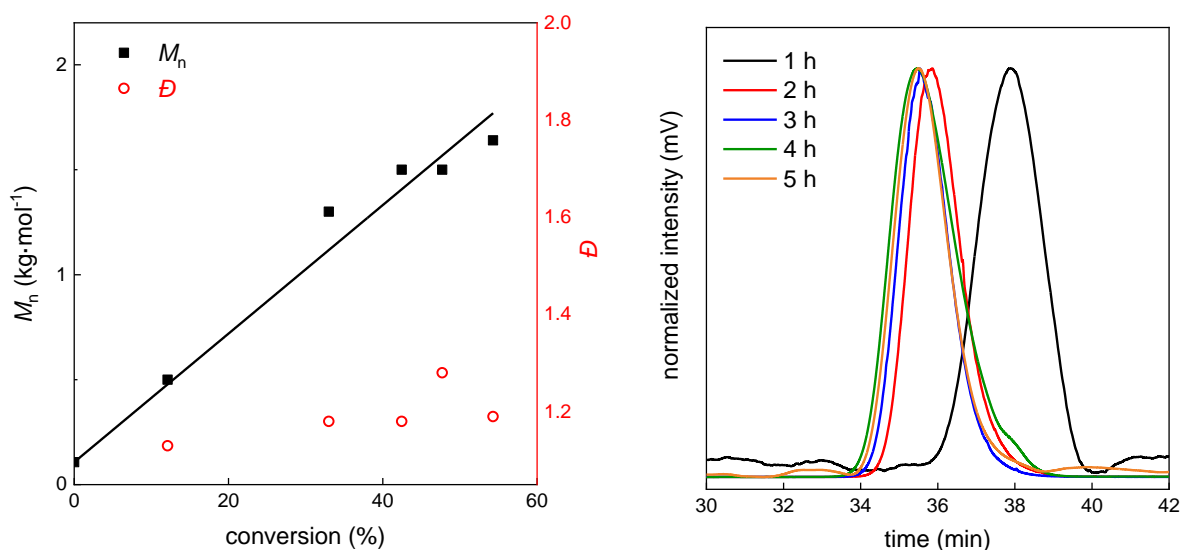 Mn
Đ
2
1
0
Mn (kg·mol-1)
0
20
40
60
conversion (%)
2.0
1.8
1.6
1.4
1.2
Đ
1 h
2 h
3 h
4 h
5 h
normalized intensity (mV)
30
32
34
36
38
40
42
time (min)